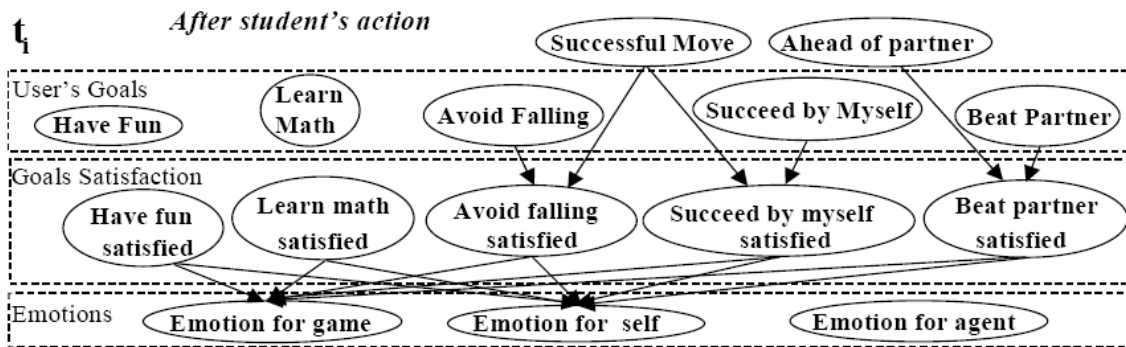 After student's action
t_i
Successful Move
Ahead of partner
User's Goals
Have Fun
Learn
Math
Avoid Falling
Succeed by Myself
Beat Partner
Goals Satisfaction
Have fun
satisfied
Learn math
satisfied
Avoid falling
satisfied
Succeed by myself
satisfied
Beat partner
satisfied
Emotions
Emotion for game
Emotion for self
Emotion for agent